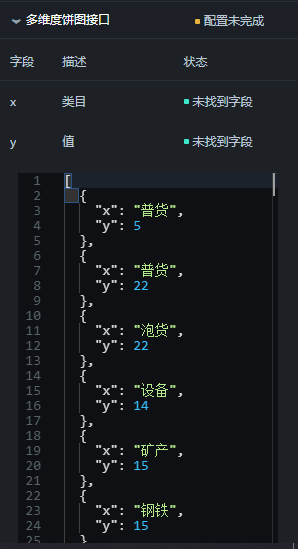 多维度饼图接口 配置未完成
字段 描述 状态
x 类目 未找到字段
y 值 未找到字段
1 [
2 {
3 "x": "普货",
4 "y": 5
5 },
6 {
7 "x": "普货",
8 "y": 22
9 },
10 {
11 "x": "泡货",
12 "y": 22
13 },
14 {
15 "x": "设备",
16 "y": 14
17 },
18 {
19 "x": "矿产",
20 "y": 15
21 },
22 {
23 "x": "钢铁",
24 "y": 15
25 },